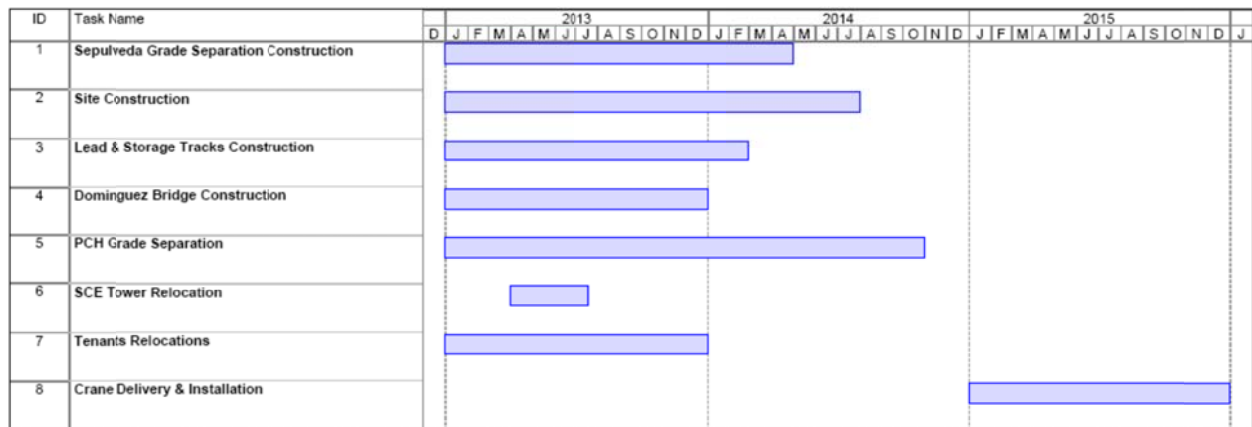 ID Task Name 2013 2014 2015
D J F M A M J J A S O N D J F M A M J J A S O N D J F M A M J J A S O N D J
1 Sepulveda Grade Separation Construction
2 Site Construction
3 Lead & Storage Tracks Construction
4 Dominguez Bridge Construction
5 PCH Grade Separation
6 SCE Tower Relocation
7 Tenants Relocations
8 Crane Delivery & Installation